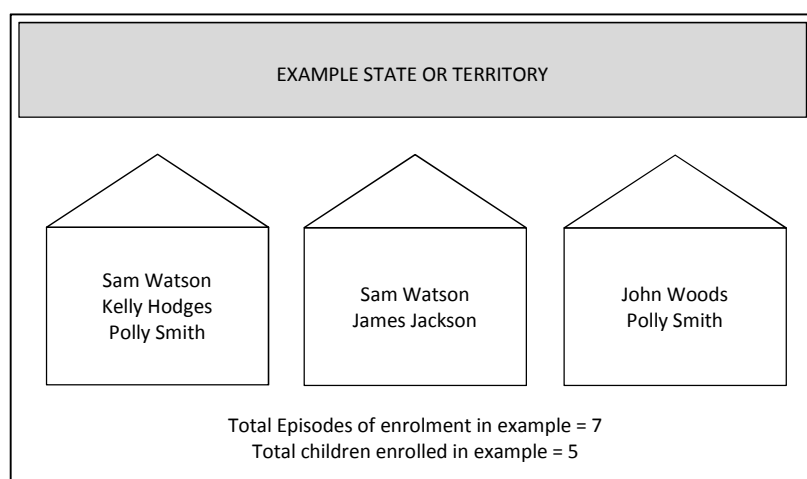 EXAMPLE STATE OR TERRITORY
Sam Watson
Kelly Hodges
Polly Smith
Sam Watson
James Jackson
John Woods
Polly Smith
Total Episodes of enrolment in example = 7
Total children enrolled in example = 5